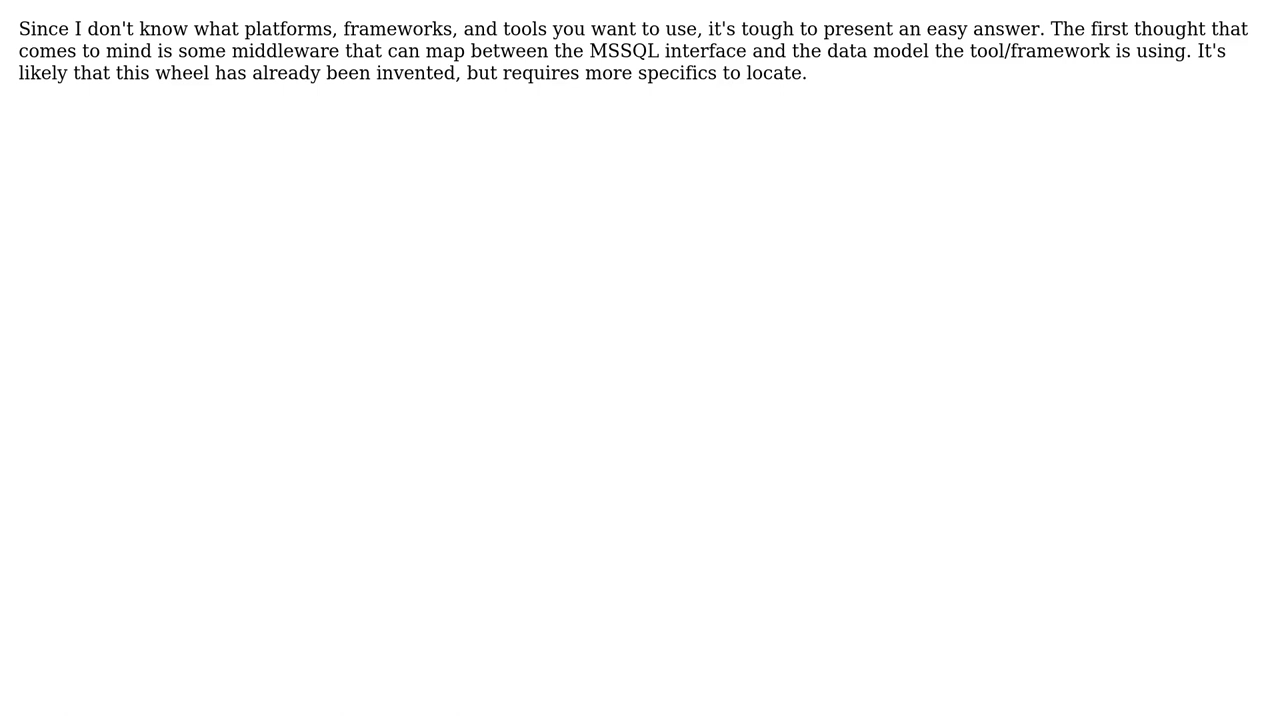 Since I don't know what platforms, frameworks, and tools you want to use, it's tough to present an easy answer. The first thought that
comes to mind is some middleware that can map between the MSSQL interface and the data model the tool/framework is using. It's
likely that this wheel has already been invented, but requires more specifics to locate.